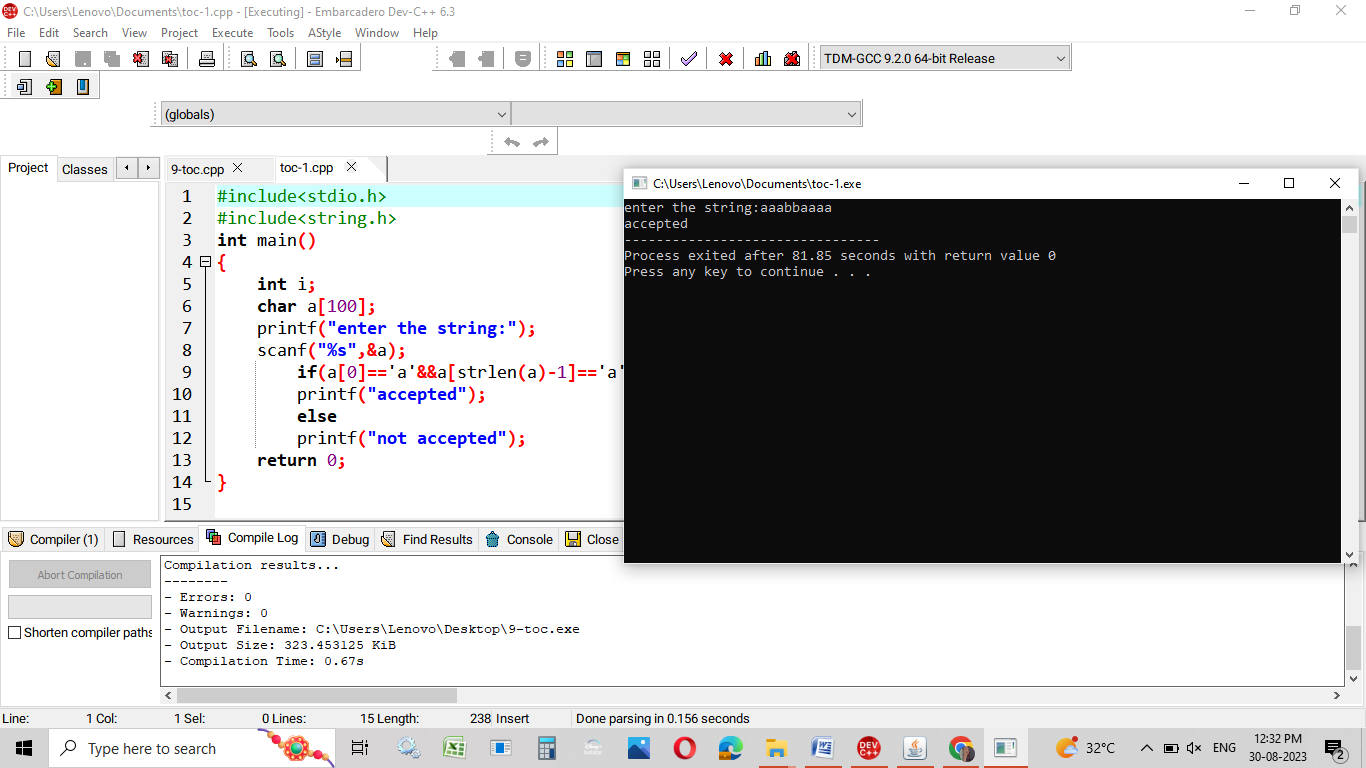 C:\Users\Lenovo\Documents\toc-1.cpp - [Executing] - Embarcadero Dev-C++ 6.3
File Edit Search View Project Execute Tools AStyle Window Help
TDM-GCC 9.2.0 64-bit Release
(globals)
Project Classes
9-toc.cpp toc-1.cpp
1 #include<stdio.h>
2 #include<string.h>
3 int main()
4 {
5 int i;
6 char a[100];
7 printf("enter the string:");
8 scanf("%s",&a);
9 if(a[0]=='a'&&a[strlen(a)-1]=='a'
10 printf("accepted");
11 else
12 printf("not accepted");
13 return 0;
14 }
15
C:\Users\Lenovo\Documents\toc-1.exe
enter the string:aaabbaaaa
accepted
--------------------------------
Process exited after 81.85 seconds with return value 0
Press any key to continue . . .
Compiler (1) Resources Compile Log Debug Find Results Console Close
Abort Compilation
Shorten compiler paths
Compilation results...
--------
- Errors: 0
- Warnings: 0
- Output Filename: C:\Users\Lenovo\Desktop\9-toc.exe
- Output Size: 323.453125 KiB
- Compilation Time: 0.67s
Line: 1 Col: 1 Sel: 0 Lines: 15 Length: 238 Insert Done parsing in 0.156 seconds
Type here to search
DEV C++
32°C
ENG
12:32 PM
30-08-2023
2